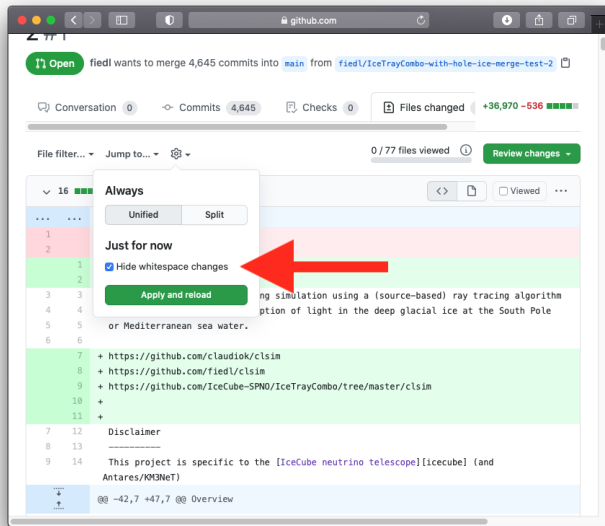 github.com
2 #1
Open fiedl wants to merge 4,645 commits into main from fiedl/IceTrayCombo-with-hole-ice-merge-test-2
Conversation 0 Commits 4,645 Checks 0 Files changed +36,970 −536
File filter... Jump to... 0 / 77 files viewed Review changes
16 Viewed ...
Always
Unified Split
... ...
1
2
Just for now
1
Hide whitespace changes
2
3 3 ng simulation using a (source-based) ray tracing algorithm
Apply and reload
4 4 ption of light in the deep glacial ice at the South Pole
5 5 or Mediterranean sea water.
6 6
7 + https://github.com/claudiok/clsim
8 + https://github.com/fiedl/clsim
9 + https://github.com/IceCube-SPNO/IceTrayCombo/tree/master/clsim
10 +
11 +
7 12 Disclaimer
8 13 ----------
9 14 This project is specific to the [IceCube neutrino telescope][icecube] (and
Antares/KM3NeT)
@@ -42,7 +47,7 @@ Overview